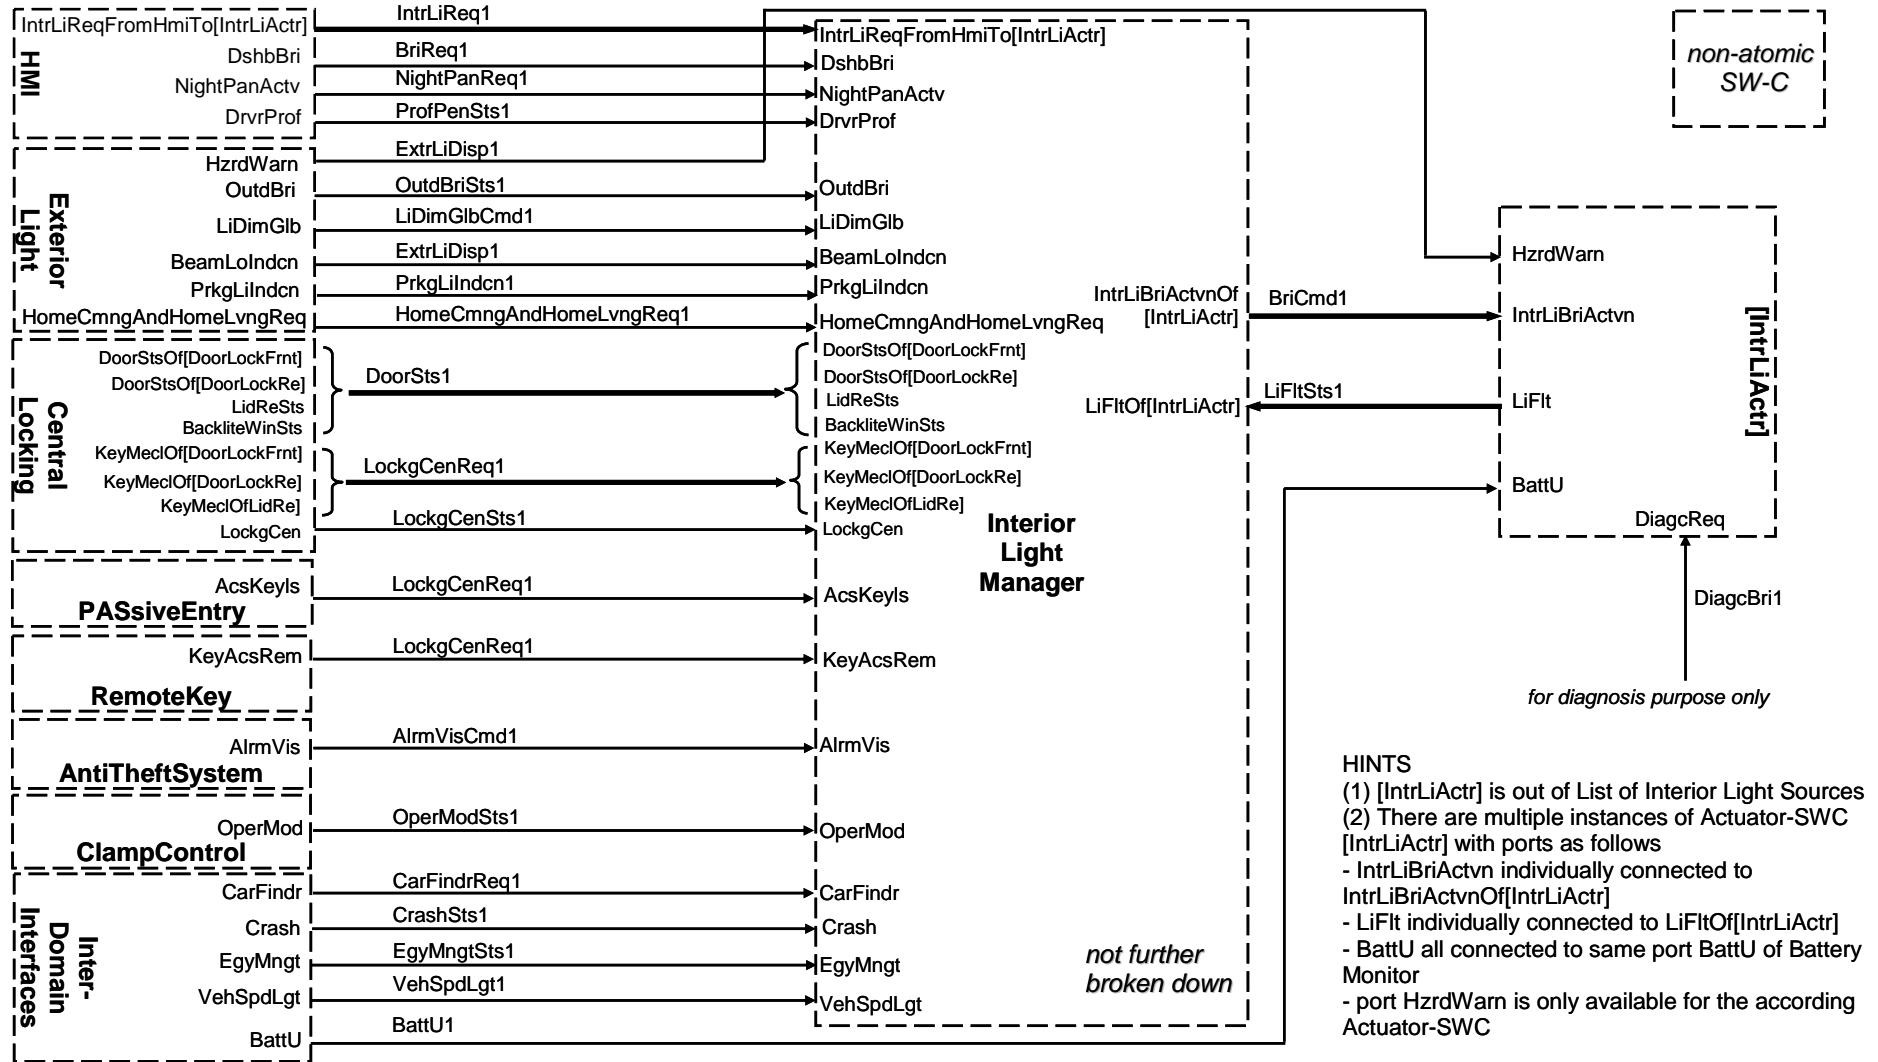 IntrLiReqFromHmiTo[IntrLiActr]
DshbBri
NightPanActv
DrvrProf
HMI
IntrLiReq1
BriReq1
NightPanReq1
ProfPenSts1
HzrdWarn
OutdBri
LiDimGlb
BeamLoIndcn
PrkgLiIndcn
HomeCmngAndHomeLvngReq
Exterior
Light
ExtrLiDisp1
OutdBriSts1
LiDimGlbCmd1
ExtrLiDisp1
PrkgLiIndcn1
HomeCmngAndHomeLvngReq1
DoorStsOf[DoorLockFrnt]
DoorStsOf[DoorLockRe]
LidReSts
BackliteWinSts
KeyMeclOf[DoorLockFrnt]
KeyMeclOf[DoorLockRe]
KeyMeclOfLidRe]
LockgCen
Central
Locking
DoorSts1
LockgCenReq1
LockgCenSts1
AcsKeyls
PASsiveEntry
LockgCenReq1
KeyAcsRem
RemoteKey
LockgCenReq1
AlrmVis
AntiTheftSystem
AlrmVisCmd1
OperMod
ClampControl
OperModSts1
CarFindr
Crash
EgyMngt
VehSpdLgt
BattU
Inter-
Domain
Interfaces
CarFindrReq1
CrashSts1
EgyMngtSts1
VehSpdLgt1
BattU1
IntrLiReqFromHmiTo[IntrLiActr]
DshbBri
NightPanActv
DrvrProf
OutdBri
LiDimGlb
BeamLoIndcn
PrkgLiIndcn
HomeCmngAndHomeLvngReq
DoorStsOf[DoorLockFrnt]
DoorStsOf[DoorLockRe]
LidReSts
BackliteWinSts
KeyMeclOf[DoorLockFrnt]
KeyMeclOf[DoorLockRe]
KeyMeclOfLidRe]
LockgCen
AcsKeyls
KeyAcsRem
AlrmVis
OperMod
CarFindr
Crash
EgyMngt
VehSpdLgt
Interior
Light
Manager
IntrLiBriActvnOf
[IntrLiActr]
LiFltOf[IntrLiActr]
not further
broken down
BriCmd1
LiFltSts1
non-atomic
SW-C
HzrdWarn
IntrLiBriActvn
LiFlt
BattU
DiagcReq
[IntrLiActr]
DiagcBri1
for diagnosis purpose only
HINTS
(1) [IntrLiActr] is out of List of Interior Light Sources
(2) There are multiple instances of Actuator-SWC
[IntrLiActr] with ports as follows
- IntrLiBriActvn individually connected to
IntrLiBriActvnOf[IntrLiActr]
- LiFlt individually connected to LiFltOf[IntrLiActr]
- BattU all connected to same port BattU of Battery
Monitor
- port HzrdWarn is only available for the according
Actuator-SWC